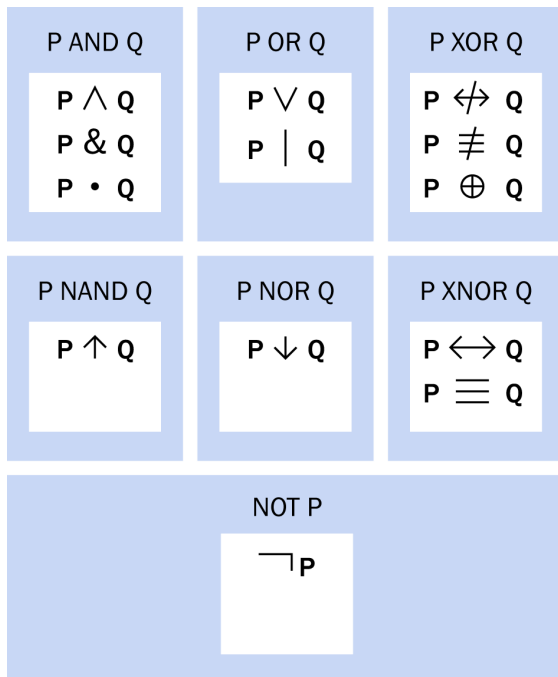 P AND Q
P ∧ Q
P & Q
P • Q
P OR Q
P ∨ Q
P | Q
P XOR Q
P ↮ Q
P ≢ Q
P ⊕ Q
P NAND Q
P ↑ Q
P NOR Q
P ↓ Q
P XNOR Q
P ↔ Q
P ≡ Q
NOT P
¬P